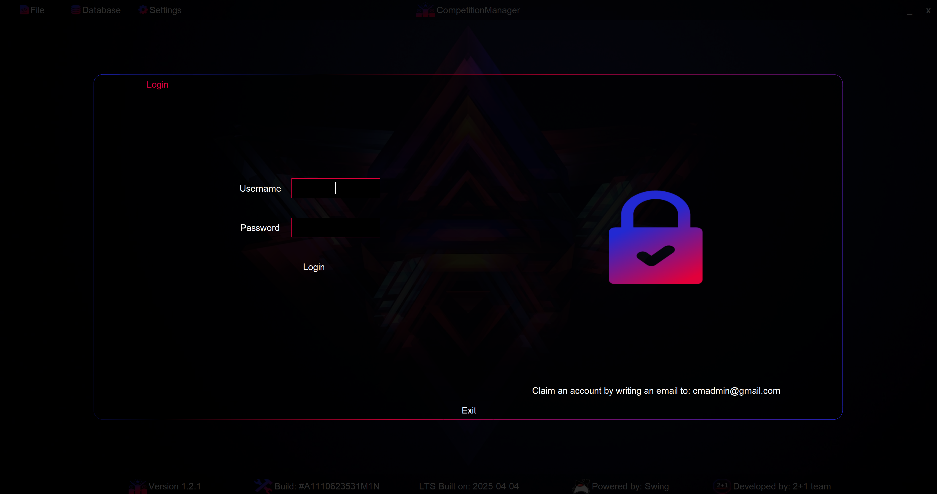 File Database Settings CompetitionManager _ x
Login
Username
Password
Login
Claim an account by writing an email to: cmadmin@gmail.com
Exit
Version 1.2.1 Build: #A1110623531M1N LTS Built on: 2025-04-04 Powered by: Swing Developed by: 2+1 team